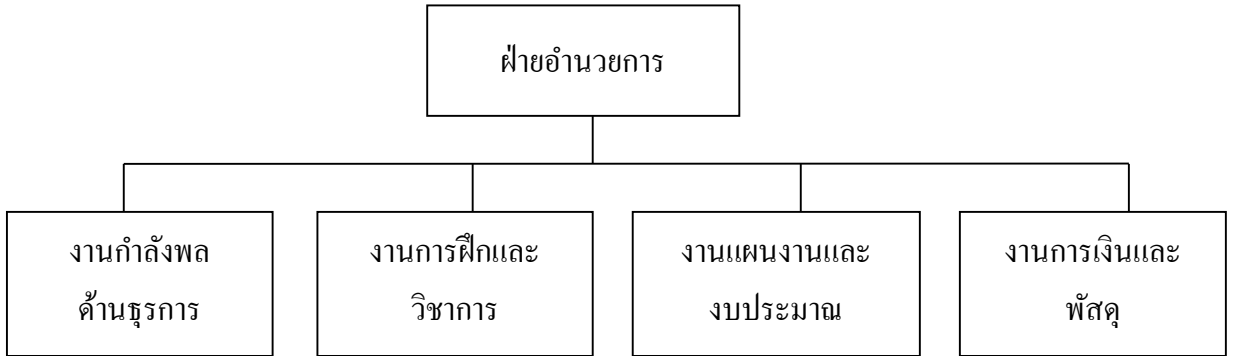 ฝ่ายอำนวยการ
งานกำลังพล
ด้านธุรการ
งานการฝึกและ
วิชาการ
งานแผนงานและ
งบประมาณ
งานการเงินและ
พัสดุ